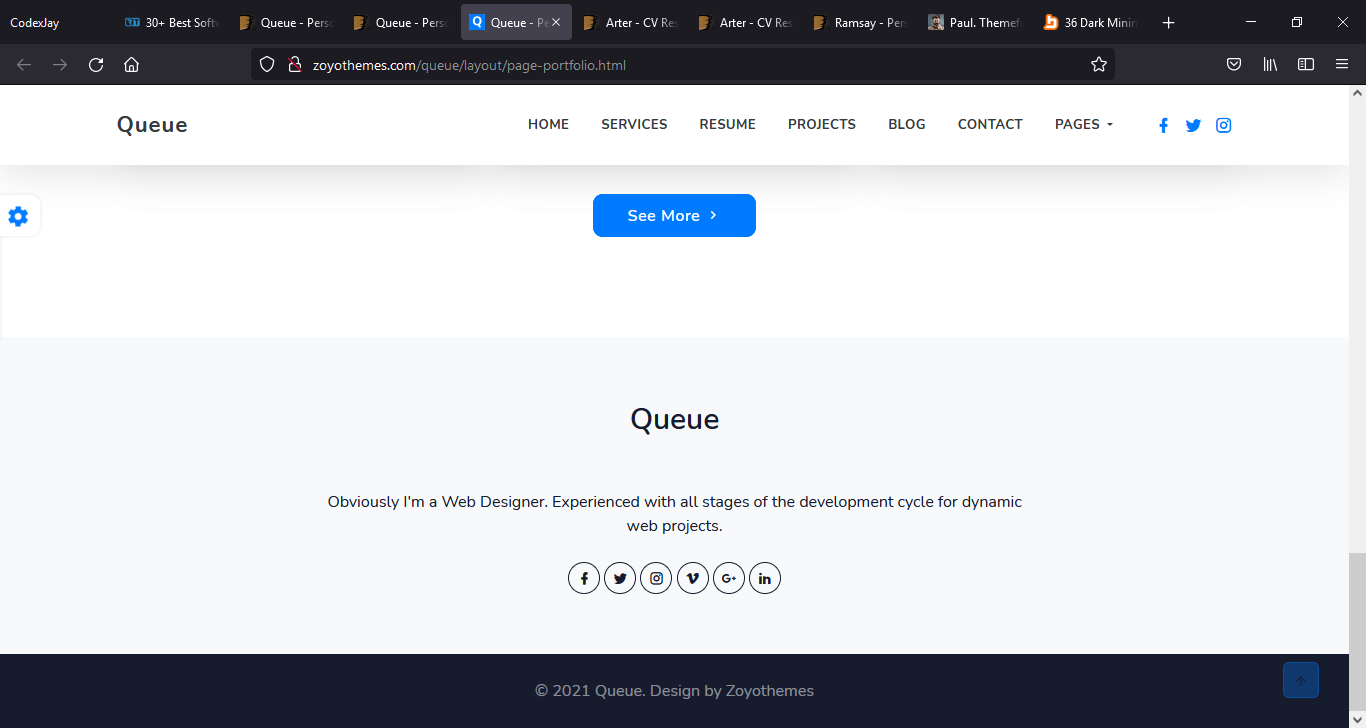 CodexJay
30+ Best Softw
Queue - Perso
Queue - Perso
Queue - Pe
Arter - CV Res
Arter - CV Res
Ramsay - Pers
Paul. Themef
36 Dark Minin
zoyothemes.com/queue/layout/page-portfolio.html
Queue
HOME SERVICES RESUME PROJECTS BLOG CONTACT PAGES
See More
Queue
Obviously I'm a Web Designer. Experienced with all stages of the development cycle for dynamic
web projects.
© 2021 Queue. Design by Zoyothemes